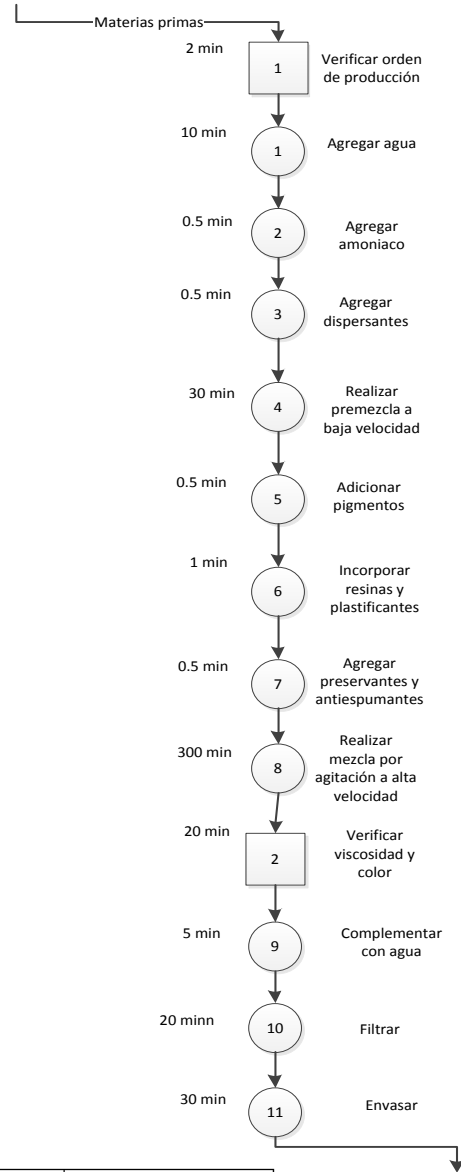 Materias primas
2 min
1
Verificar orden
de producción
10 min
1
Agregar agua
0.5 min
2
Agregar
amoniaco
0.5 min
3
Agregar
dispersantes
30 min
4
Realizar
premezcla a
baja velocidad
0.5 min
5
Adicionar
pigmentos
1 min
6
Incorporar
resinas y
plastificantes
0.5 min
7
Agregar
preservantes y
antiespumantes
300 min
8
Realizar
mezcla por
agitación a alta
velocidad
20 min
2
Verificar
viscosidad y
color
5 min
9
Complementar
con agua
20 minn
10
Filtrar
30 min
11
Envasar